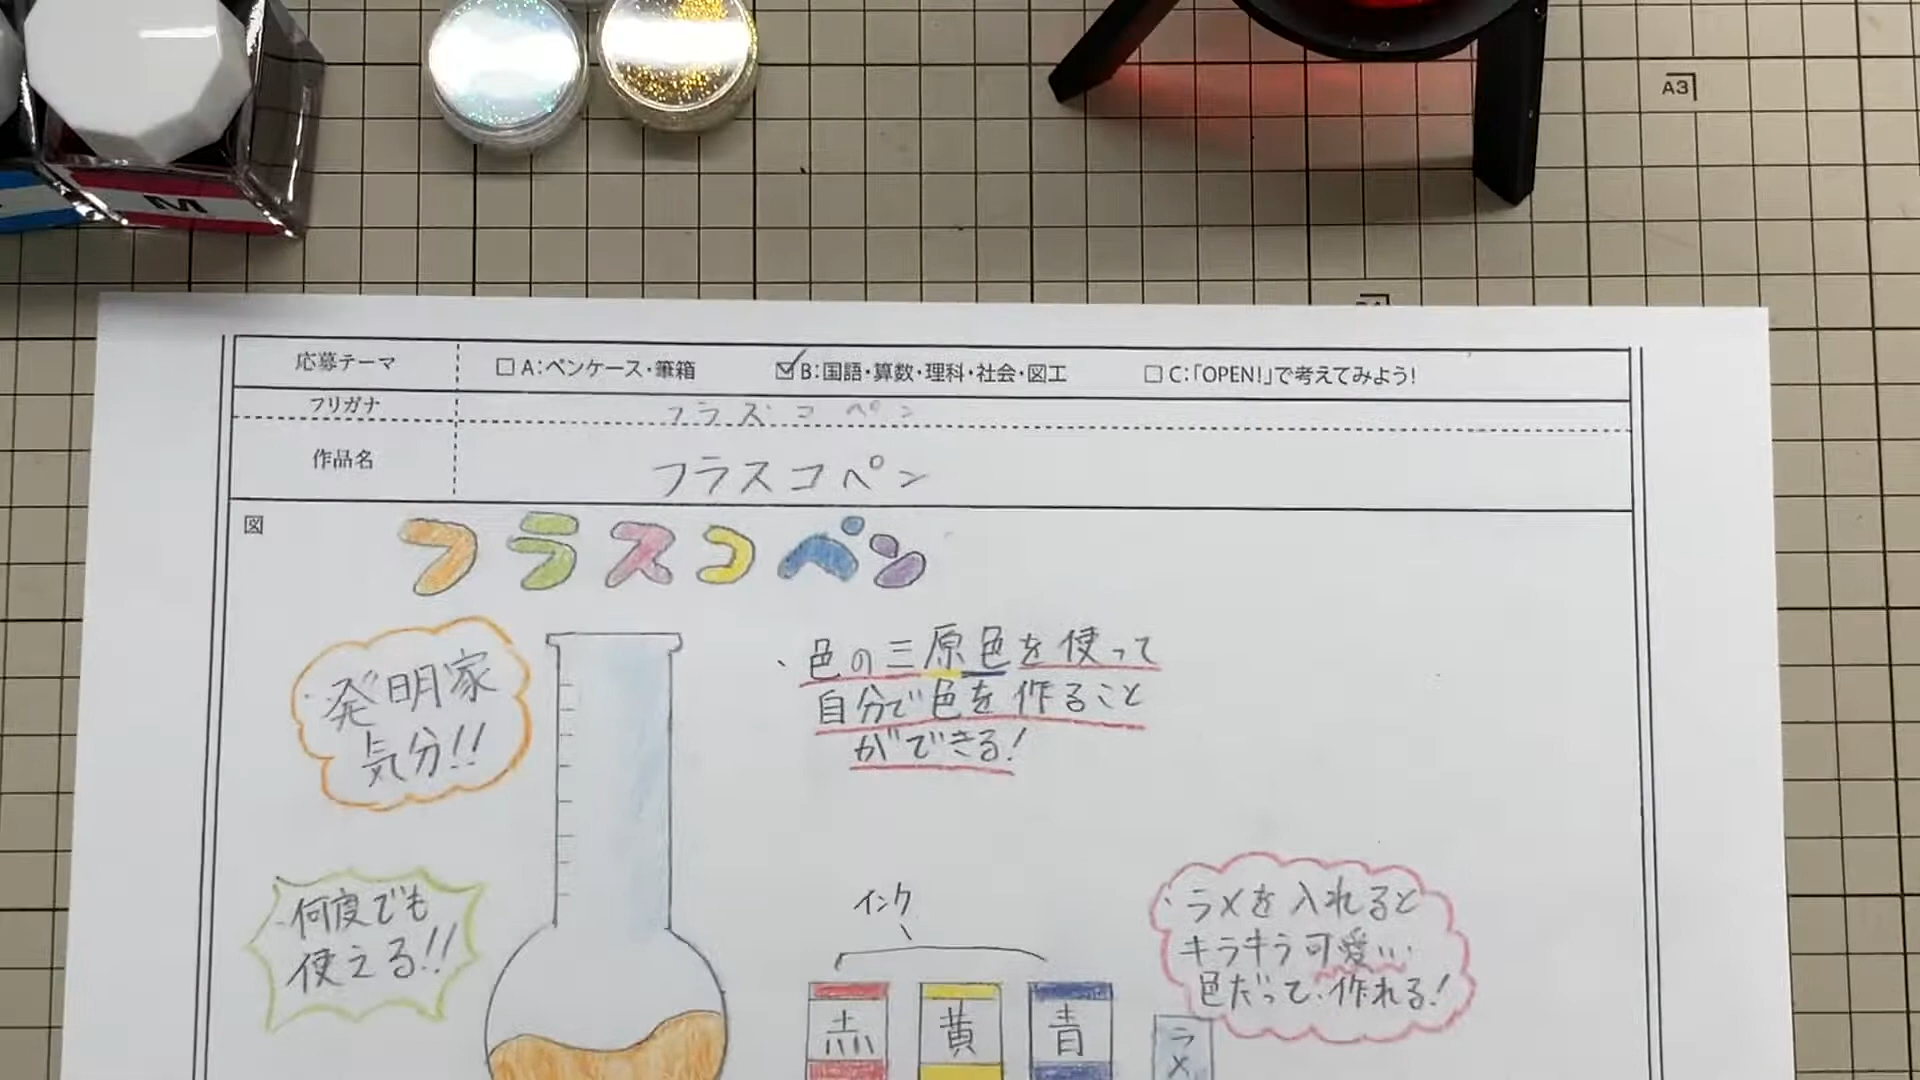 M
A3
応募テーマ
□A:ペンケース・筆箱
☑B:国語・算数・理科・社会・図工
□C:「OPEN!」で考えてみよう!
フリガナ
フラスコペン
作品名
フラスコペン
図
フラスコペン
発明家
気分!!
・色の三原色を使って
自分で色を作ること
ができる!
何度でも
使える!!
インク
赤
黄
青
ラメ
・ラメを入れると
キラキラ可愛い
色だって作れる!